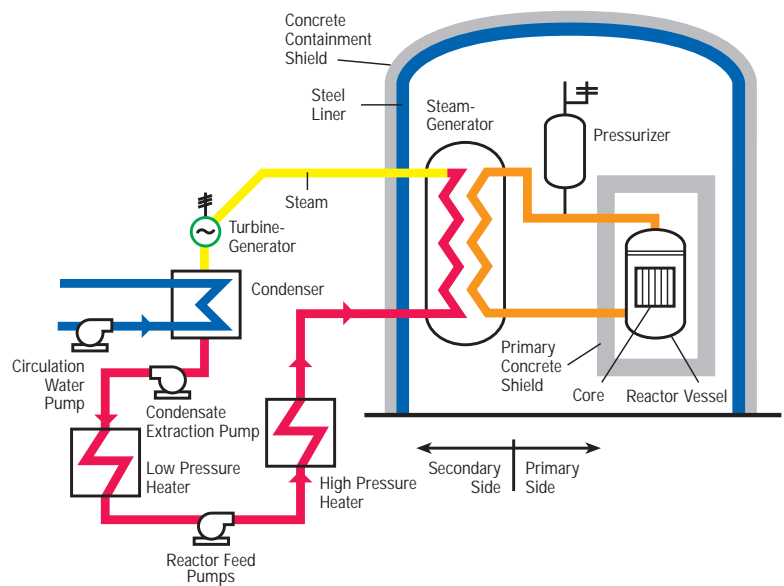 Concrete
Containment
Shield
Steel
Liner
Steam-
Generator
Pressurizer
Steam
Turbine-
Generator
Condenser
Circulation
Water
Pump
Condensate
Extraction Pump
Primary
Concrete
Shield
Core
Reactor Vessel
Low Pressure
Heater
High Pressure
Heater
Secondary
Side
Primary
Side
Reactor Feed
Pumps